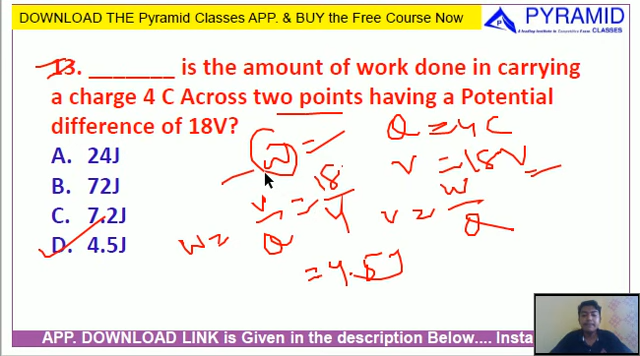 DOWNLOAD THE Pyramid Classes APP. & BUY the Free Course Now
PYRAMID
CLASSES
13. _______ is the amount of work done in carrying
a charge 4 C Across two points having a Potential
difference of 18V?
A. 24J
B. 72J
C. 7.2J
D. 4.5J
Q = 4C
W =
V = 18V
V = W/Q
W = V/Q = 18/4
= 4.5J
APP. DOWNLOAD LINK is Given in the description Below.... Insta